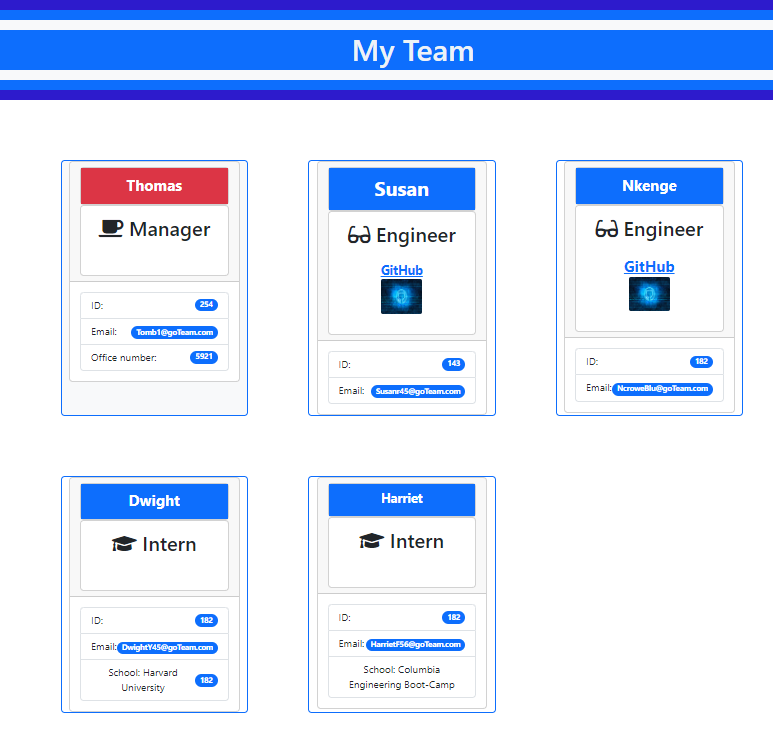 My Team
Thomas
Manager
ID: 254
Email: Tomb1@goTeam.com
Office number: 5921
Susan
Engineer
GitHub
ID: 143
Email: Susanr45@goTeam.com
Nkenge
Engineer
GitHub
ID: 182
Email: NcroweBlu@goTeam.com
Dwight
Intern
ID: 182
Email: DwightY45@goTeam.com
School: Harvard
University 182
Harriet
Intern
ID: 182
Email: HarrietF56@goTeam.com
School: Columbia
Engineering Boot-Camp